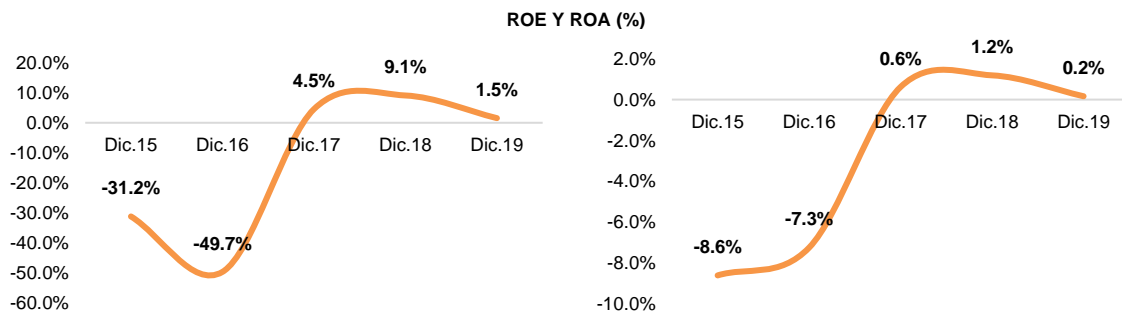 ROE Y ROA (%)
20.0%
10.0%
0.0%
-10.0%
-20.0%
-30.0%
-40.0%
-50.0%
-60.0%
Dic.15
Dic.16
Dic.17
Dic.18
Dic.19
-31.2%
-49.7%
4.5%
9.1%
1.5%
2.0%
0.0%
-2.0%
-4.0%
-6.0%
-8.0%
-10.0%
Dic.15
Dic.16
Dic.17
Dic.18
Dic.19
-8.6%
-7.3%
0.6%
1.2%
0.2%